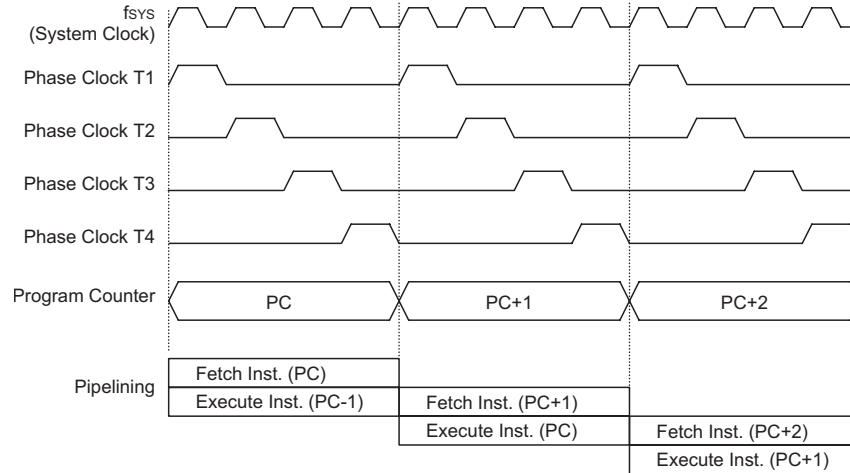 fSYS
(System Clock)
Phase Clock T1
Phase Clock T2
Phase Clock T3
Phase Clock T4
Program Counter
PC
PC+1
PC+2
Pipelining
Fetch Inst. (PC)
Execute Inst. (PC-1)
Fetch Inst. (PC+1)
Execute Inst. (PC)
Fetch Inst. (PC+2)
Execute Inst. (PC+1)